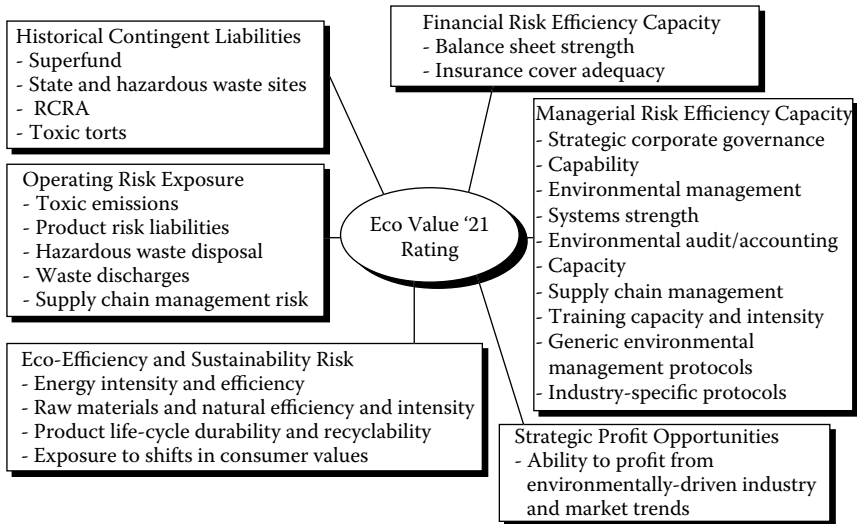 Historical Contingent Liabilities
- Superfund
- State and hazardous waste sites
- RCRA
- Toxic torts
Financial Risk Efficiency Capacity
- Balance sheet strength
- Insurance cover adequacy
Operating Risk Exposure
- Toxic emissions
- Product risk liabilities
- Hazardous waste disposal
- Waste discharges
- Supply chain management risk
Eco Value ‘21
Rating
Managerial Risk Efficiency Capacity
- Strategic corporate governance
- Capability
- Environmental management
- Systems strength
- Environmental audit/accounting
- Capacity
- Supply chain management
- Training capacity and intensity
- Generic environmental
management protocols
- Industry-specific protocols
Eco-Efficiency and Sustainability Risk
- Energy intensity and efficiency
- Raw materials and natural efficiency and intensity
- Product life-cycle durability and recyclability
- Exposure to shifts in consumer values
Strategic Profit Opportunities
- Ability to profit from
environmentally-driven industry
and market trends